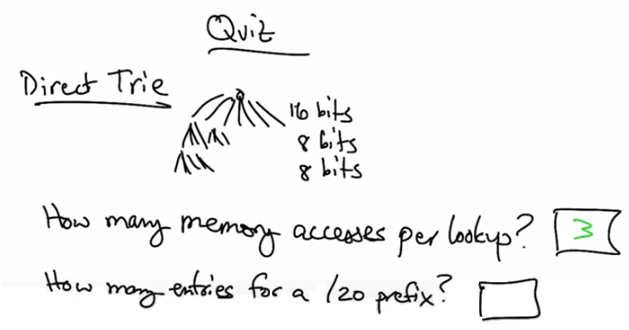 Quiz
Direct Trie
16 bits
8 bits
8 bits
How many memory accesses per lookup? 3
How many entries for a /20 prefix?